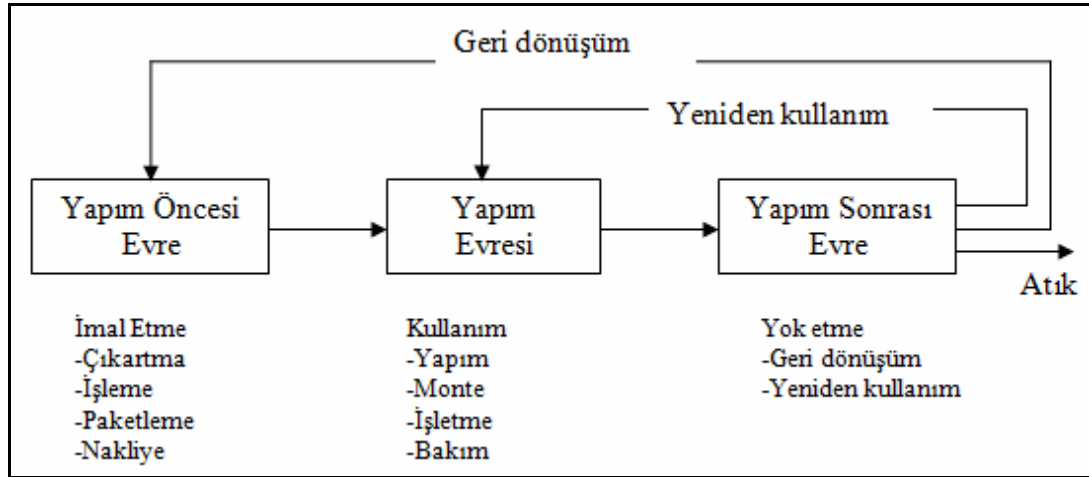 Geri dönüşüm
Yeniden kullanım
Yapım Öncesi
Evre
Yapım
Evresi
Yapım Sonrası
Evre
Atık
İmal Etme
-Çıkartma
-İşleme
-Paketleme
-Nakliye
Kullanım
-Yapım
-Monte
-İşletme
-Bakım
Yok etme
-Geri dönüşüm
-Yeniden kullanım